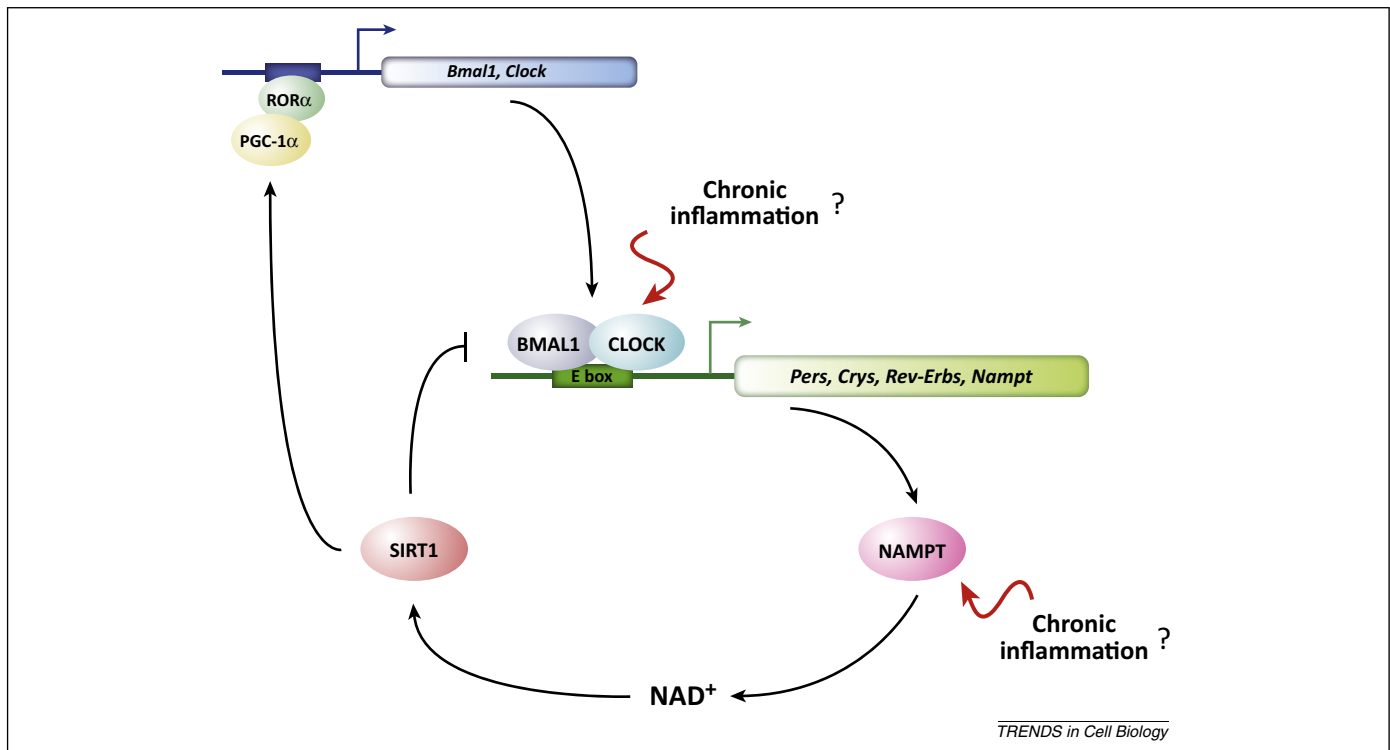 Bmal1, Clock
RORα
PGC-1α
Chronic
inflammation ?
BMAL1 CLOCK
E box
Pers, Crys, Rev-Erbs, Nampt
SIRT1
NAMPT
Chronic
inflammation ?
NAD+
TRENDS in Cell Biology